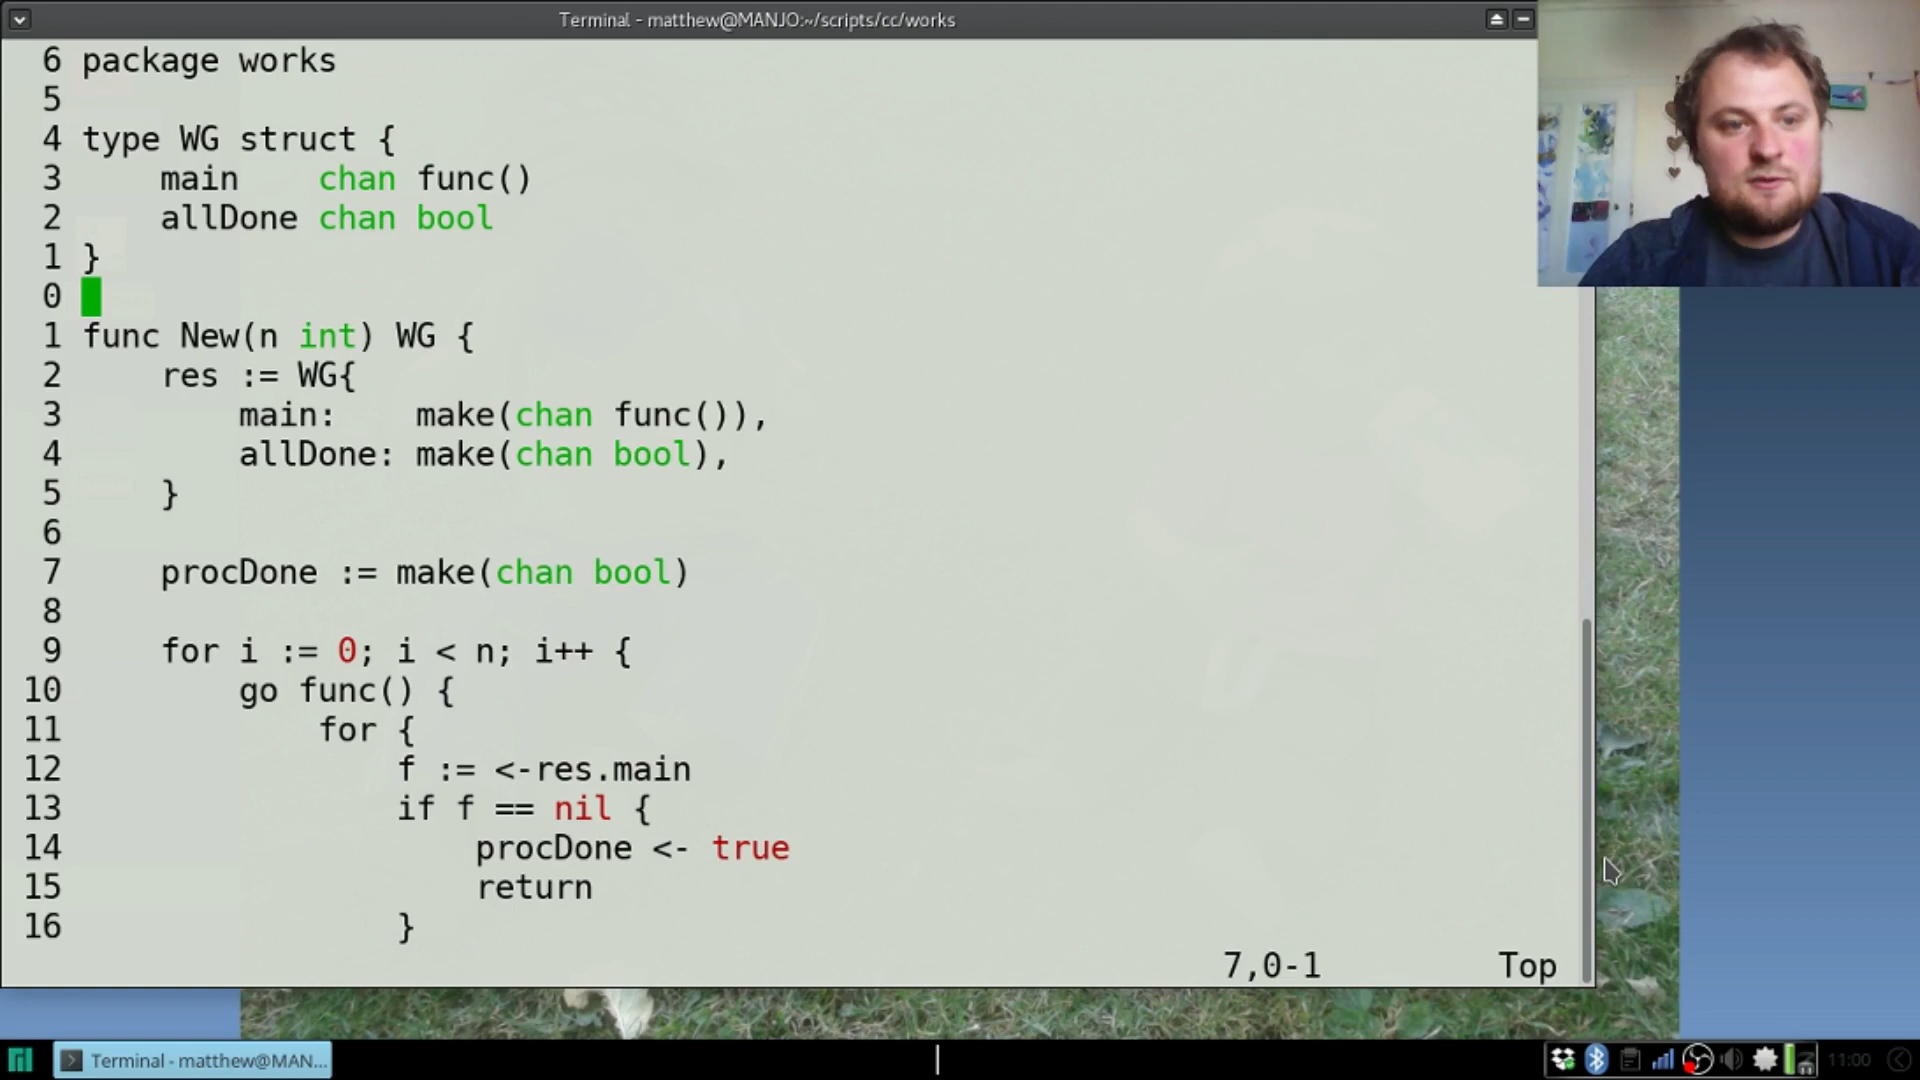 Terminal - matthew@MANJO:~/scripts/cc/works
6 package works
5
4 type WG struct {
3     main    chan func()
2     allDone chan bool
1 }
0
1 func New(n int) WG {
2     res := WG{
3         main:    make(chan func()),
4         allDone: make(chan bool),
5     }
6
7     procDone := make(chan bool)
8
9     for i := 0; i < n; i++ {
10         go func() {
11             for {
12                 f := <-res.main
13                 if f == nil {
14                     procDone <- true
15                     return
16                 }
7,0-1 Top
Terminal - matthew@MAN...
11:00